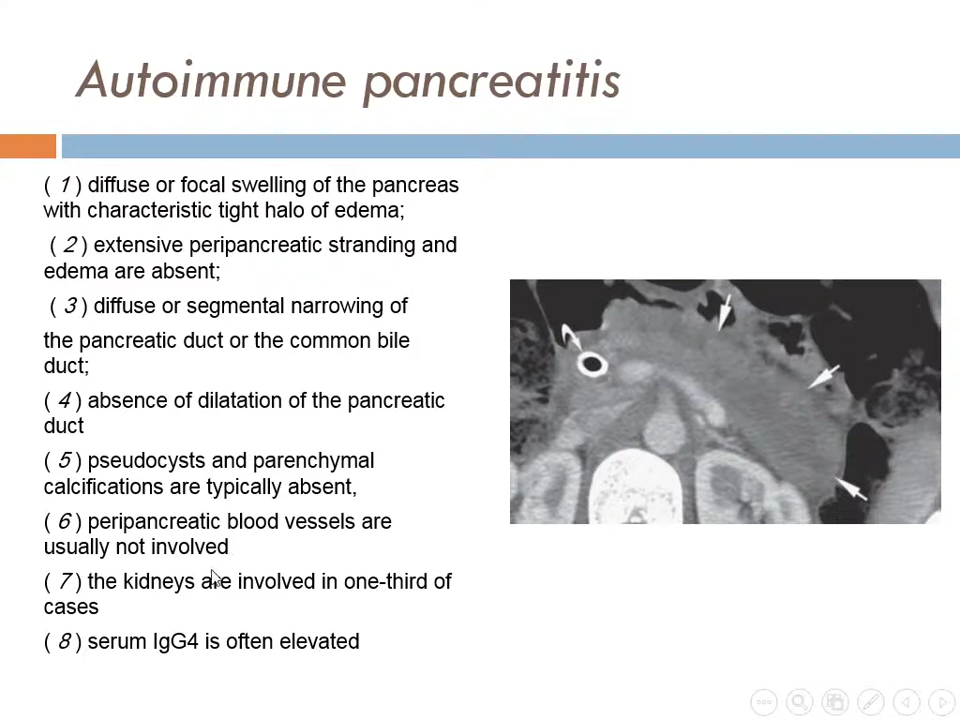 Autoimmune pancreatitis
( 1 ) diffuse or focal swelling of the pancreas
with characteristic tight halo of edema;
( 2 ) extensive peripancreatic stranding and
edema are absent;
( 3 ) diffuse or segmental narrowing of
the pancreatic duct or the common bile
duct;
( 4 ) absence of dilatation of the pancreatic
duct
( 5 ) pseudocysts and parenchymal
calcifications are typically absent,
( 6 ) peripancreatic blood vessels are
usually not involved
( 7 ) the kidneys are involved in one-third of
cases
( 8 ) serum IgG4 is often elevated